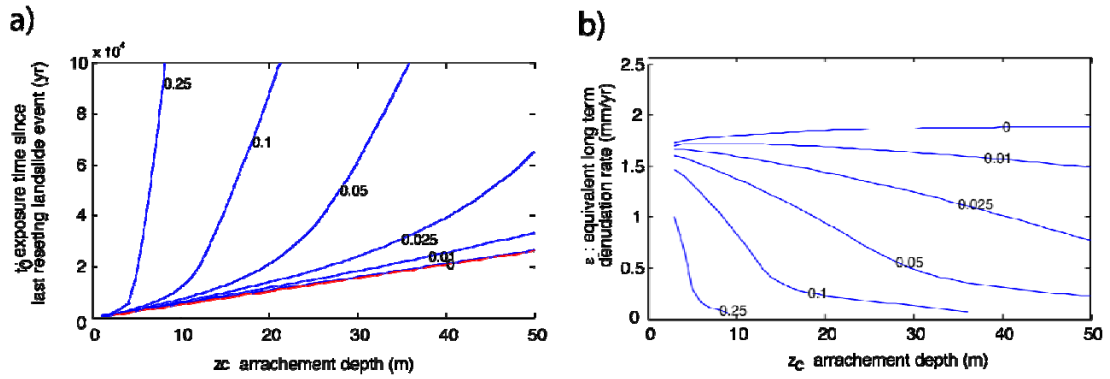 a)
x 10⁴
10
8
6
4
2
0
0.25
0.1
0.05
0.025
0.01
0
t0 exposure time since
last reseting landslide event (yr)
0 10 20 30 40 50
zc arrachement depth (m)
b)
2.5
2
1.5
1
0.5
0
0
0.01
0.025
0.05
0.1
0.25
ε : equivalent long term
denudation rate (mm/yr)
0 10 20 30 40 50
zc arrachement depth (m)